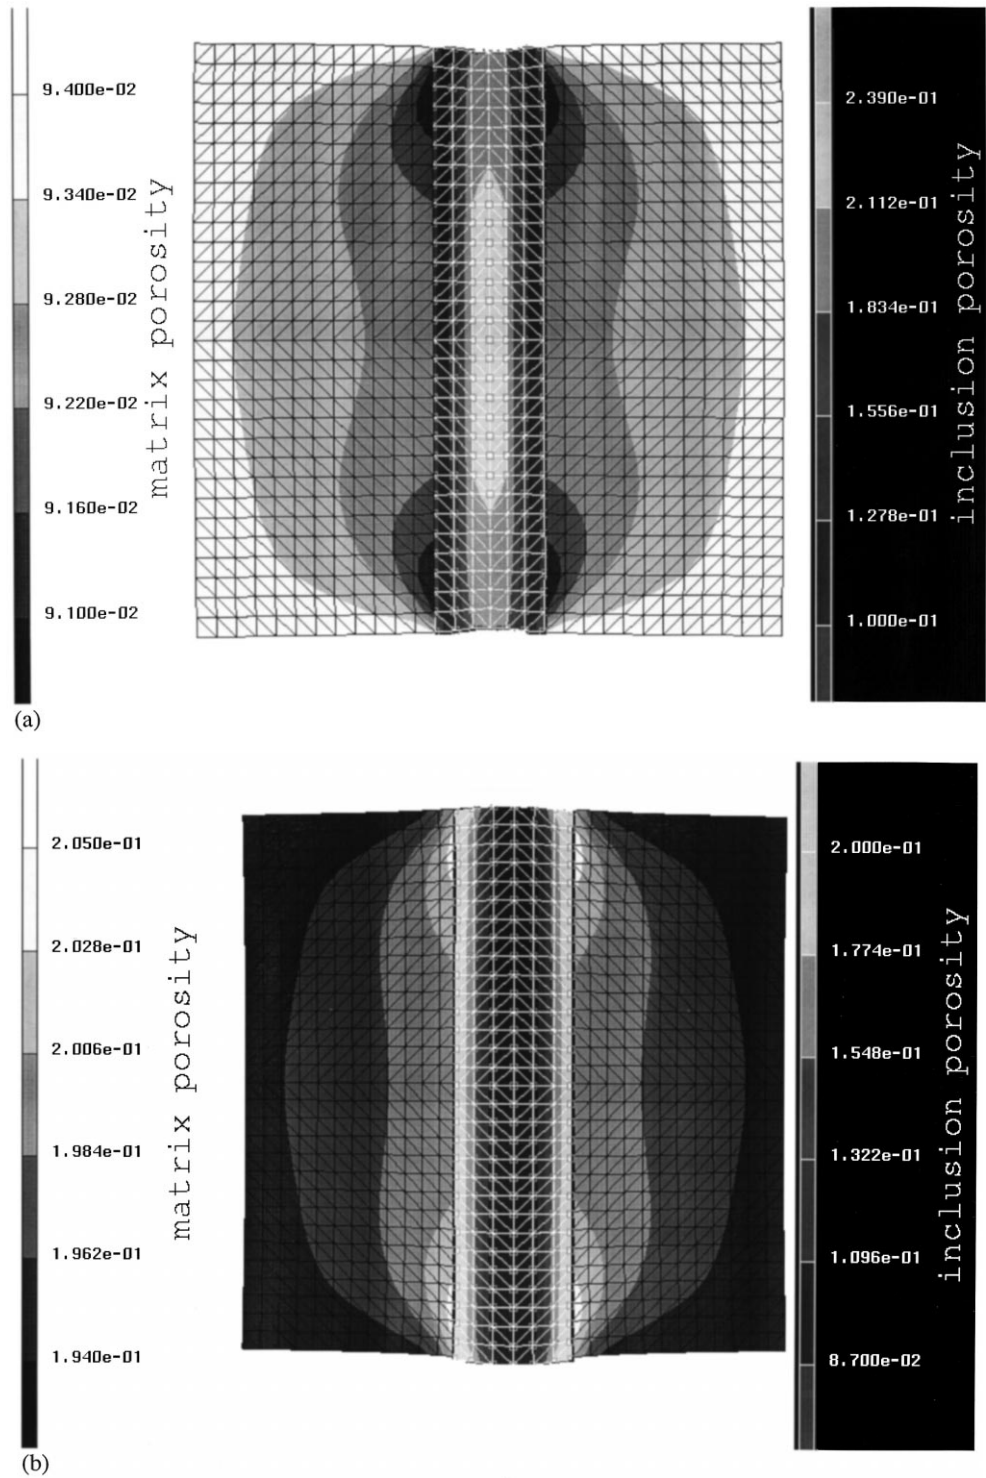 9.400e-02
9.340e-02
9.280e-02
9.220e-02
9.160e-02
9.100e-02
matrix porosity
2.390e-01
2.112e-01
1.834e-01
1.556e-01
1.278e-01
1.000e-01
inclusion porosity
(a)
2.050e-01
2.028e-01
2.006e-01
1.984e-01
1.962e-01
1.940e-01
matrix porosity
2.000e-01
1.774e-01
1.548e-01
1.322e-01
1.096e-01
8.700e-02
inclusion porosity
(b)